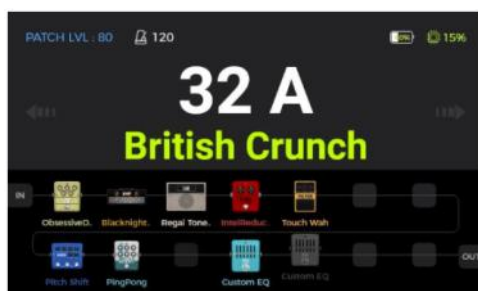 PATCH LVL : 80 120 15%
32 A
British Crunch
IN
ObsessiveD.. Blacknight.. Regal Tone.. IntelliReduc.. Touch Wah
OUT
Pitch Shift PingPong Custom EQ Custom EQ